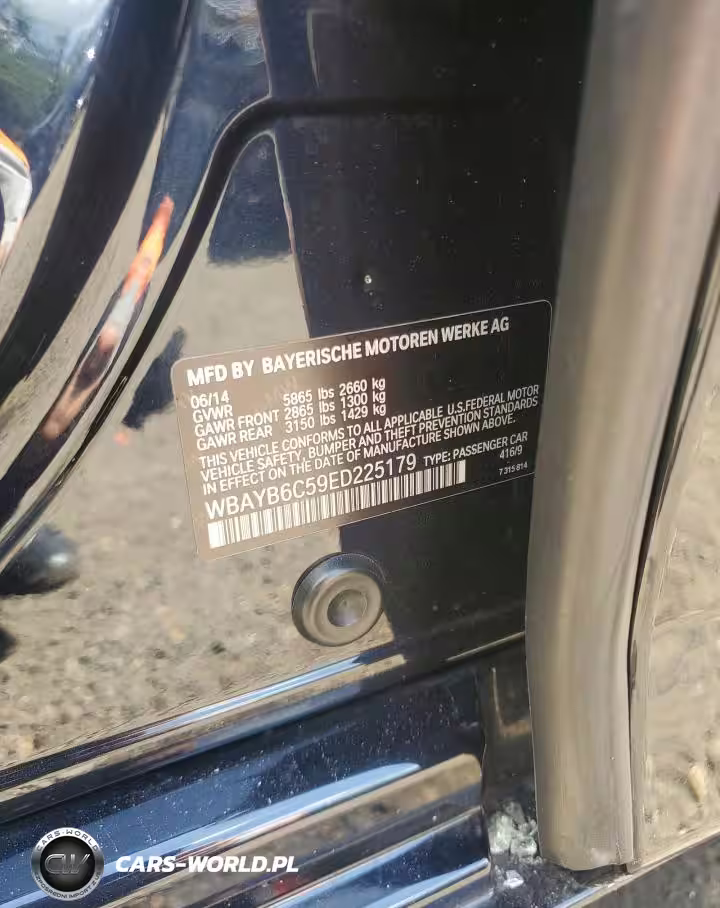 MFD BY BAYERISCHE MOTOREN WERKE AG
06/14
GVWR 5865 lbs 2660 kg
GAWR FRONT 2865 lbs 1300 kg
GAWR REAR 3150 lbs 1429 kg
THIS VEHICLE CONFORMS TO ALL APPLICABLE U.S.FEDERAL MOTOR
VEHICLE SAFETY, BUMPER AND THEFT PREVENTION STANDARDS
IN EFFECT ON THE DATE OF MANUFACTURE SHOWN ABOVE.
WBAYB6C59ED225179 TYPE: PASSENGER CAR
416/9
7 315 814
CARS-WORLD
CW
CARS-WORLD.PL